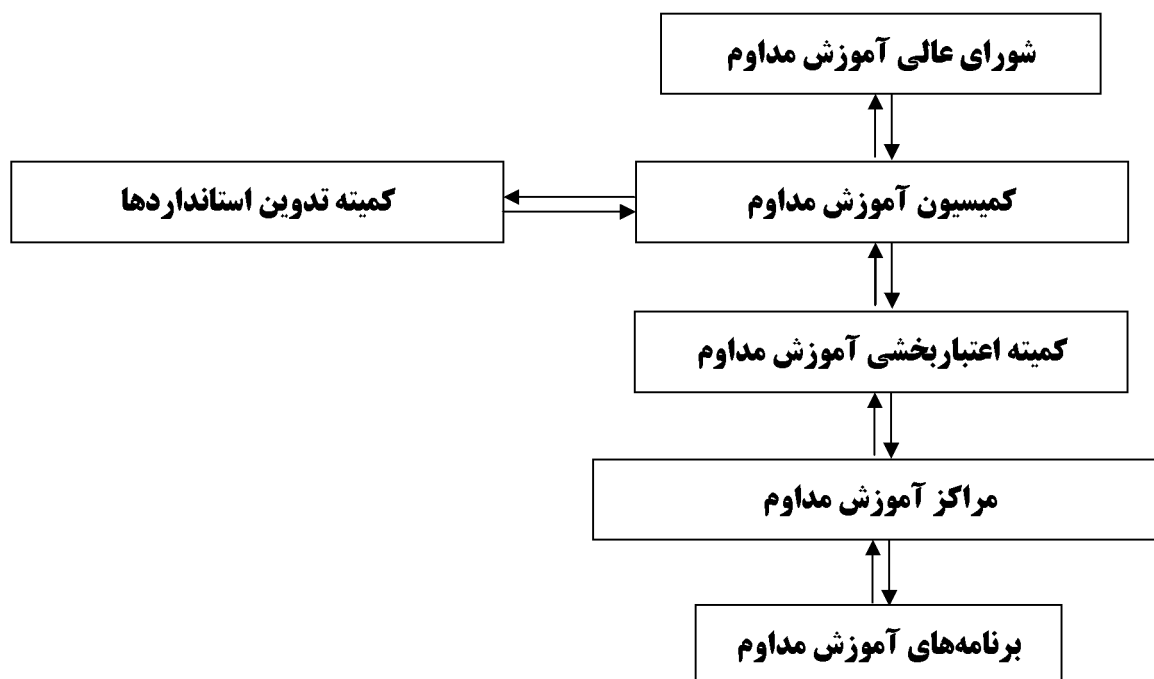 شورای عالی آموزش مداوم
کمیسیون آموزش مداوم
کمیته تدوین استانداردها
کمیته اعتباربخشی آموزش مداوم
مراکز آموزش مداوم
برنامه‌های آموزش مداوم